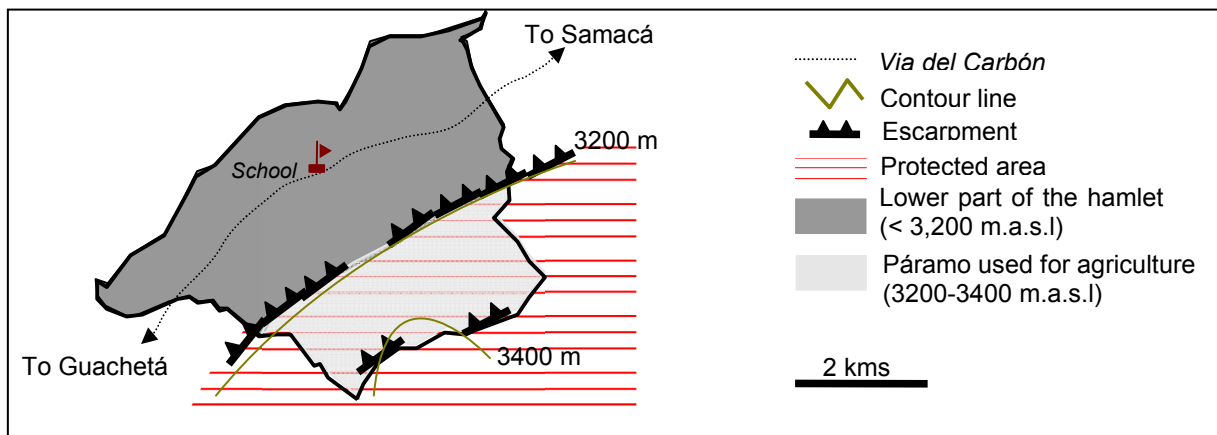 To Samacá
3200 m
School
3400 m
To Guachetá
Via del Carbón
Contour line
Escarpment
Protected area
Lower part of the hamlet
(< 3,200 m.a.s.l)
Páramo used for agriculture
(3200-3400 m.a.s.l)
2 kms